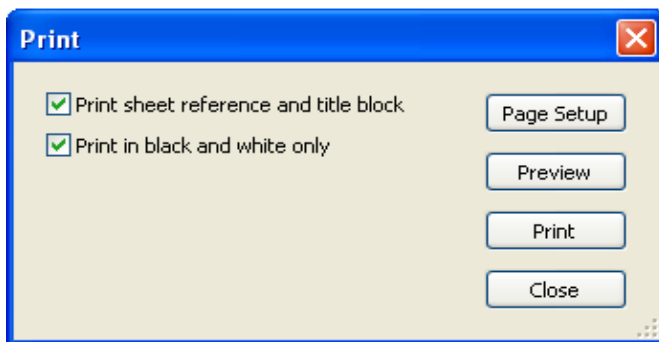 Print
Print sheet reference and title block
Print in black and white only
Page Setup
Preview
Print
Close